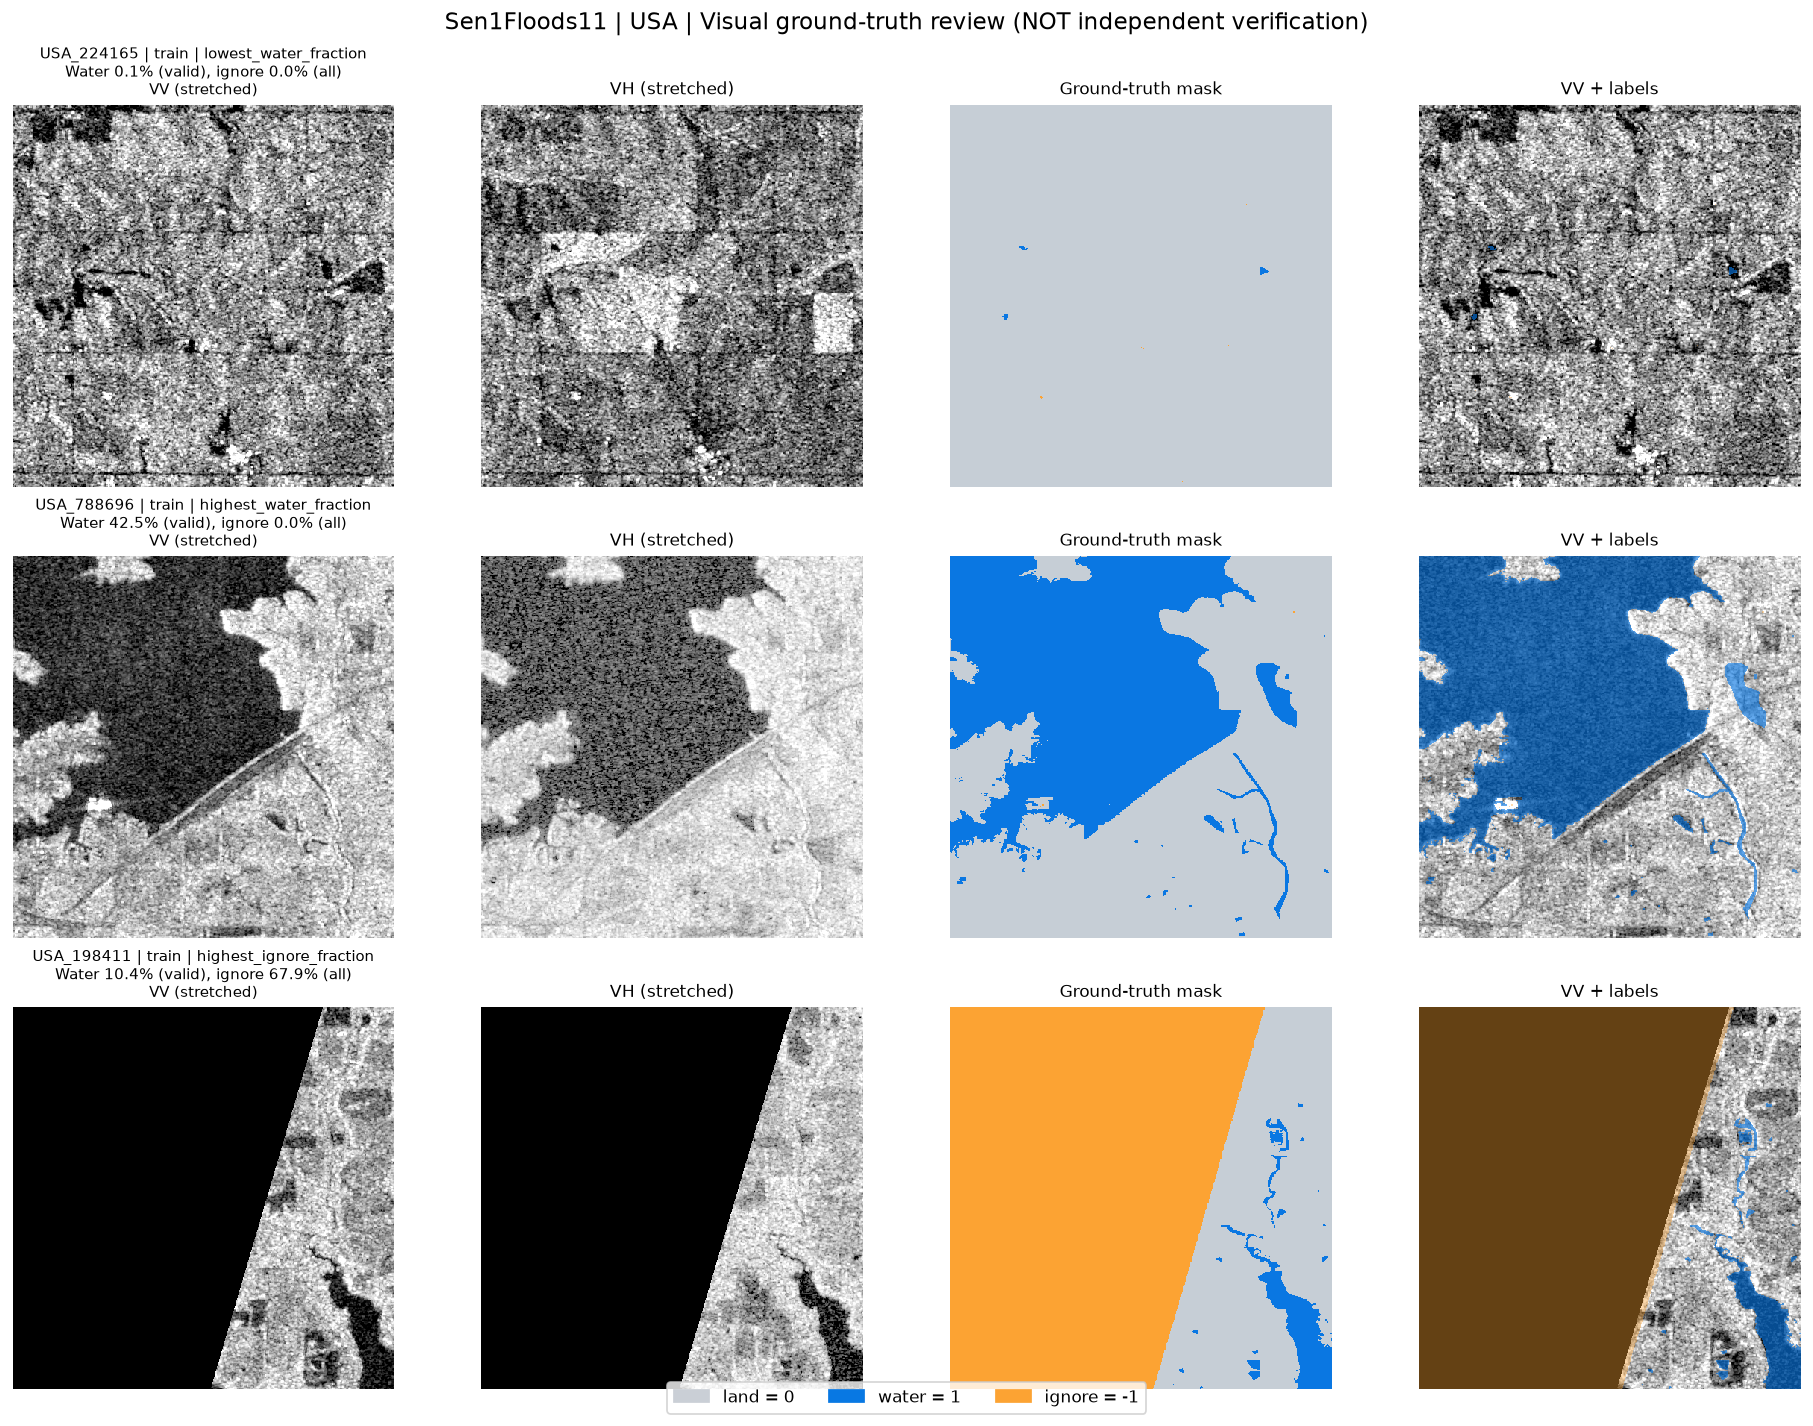 Sen1Floods11 | USA | Visual ground-truth review (NOT independent verification)
USA_224165 | train | lowest_water_fraction
Water 0.1% (valid), ignore 0.0% (all)
VV (stretched)
VH (stretched)
Ground-truth mask
VV + labels
USA_788696 | train | highest_water_fraction
Water 42.5% (valid), ignore 0.0% (all)
VV (stretched)
VH (stretched)
Ground-truth mask
VV + labels
USA_198411 | train | highest_ignore_fraction
Water 10.4% (valid), ignore 67.9% (all)
VV (stretched)
VH (stretched)
Ground-truth mask
VV + labels
land = 0
water = 1
ignore = -1